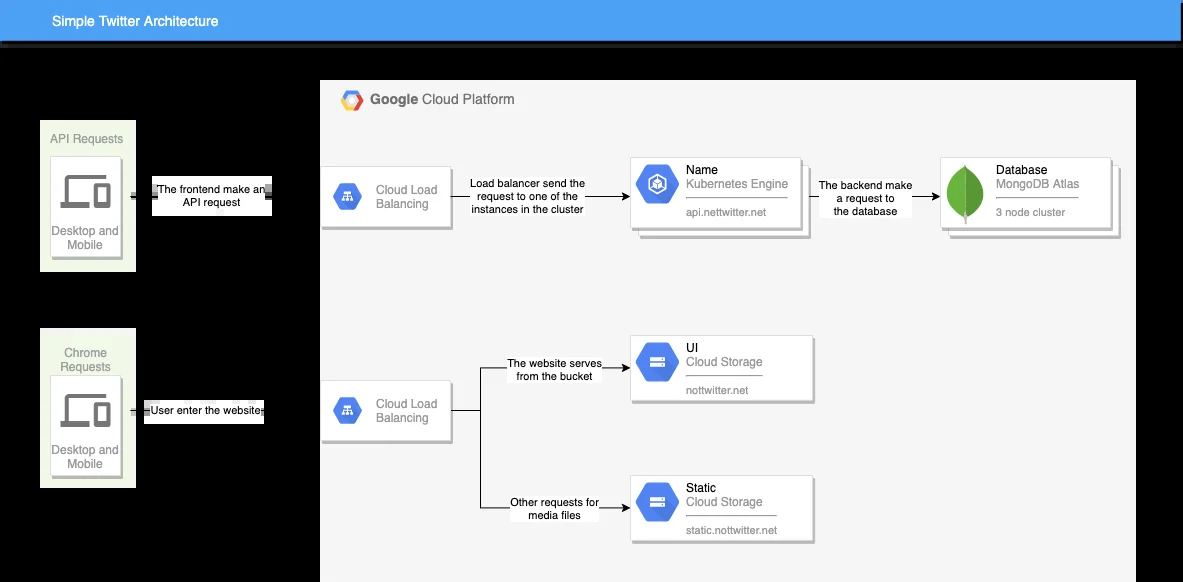 Simple Twitter Architecture
Google Cloud Platform
API Requests
Desktop and
Mobile
The frontend make an
API request
Cloud Load
Balancing
Load balancer send the
request to one of the
instances in the cluster
Name
Kubernetes Engine
api.nettwitter.net
The backend make
a request to
the database
Database
MongoDB Atlas
3 node cluster
Chrome
Requests
Desktop and
Mobile
User enter the website
Cloud Load
Balancing
The website serves
from the bucket
UI
Cloud Storage
nottwitter.net
Other requests for
media files
Static
Cloud Storage
static.nottwitter.net